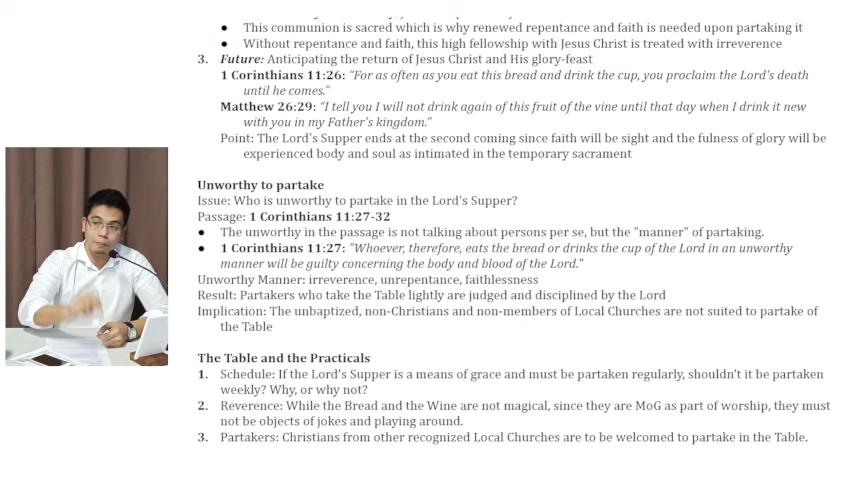 ● This communion is sacred which is why renewed repentance and faith is needed upon partaking it
● Without repentance and faith, this high fellowship with Jesus Christ is treated with irreverence
3. Future: Anticipating the return of Jesus Christ and His glory-feast
1 Corinthians 11:26: "For as often as you eat this bread and drink the cup, you proclaim the Lord's death
until he comes."
Matthew 26:29: "I tell you I will not drink again of this fruit of the vine until that day when I drink it new
with you in my Father's kingdom."
Point: The Lord's Supper ends at the second coming since faith will be sight and the fulness of glory will be
experienced body and soul as intimated in the temporary sacrament
Unworthy to partake
Issue: Who is unworthy to partake in the Lord's Supper?
Passage: 1 Corinthians 11:27-32
● The unworthy in the passage is not talking about persons per se, but the "manner" of partaking.
● 1 Corinthians 11:27: "Whoever, therefore, eats the bread or drinks the cup of the Lord in an unworthy
manner will be guilty concerning the body and blood of the Lord."
Unworthy Manner: irreverence, unrepentance, faithlessness
Result: Partakers who take the Table lightly are judged and disciplined by the Lord
Implication: The unbaptized, non-Christians and non-members of Local Churches are not suited to partake of
the Table
The Table and the Practicals
1. Schedule: If the Lord's Supper is a means of grace and must be partaken regularly, shouldn't it be partaken
weekly? Why, or why not?
2. Reverence: While the Bread and the Wine are not magical, since they are MoG as part of worship, they must
not be objects of jokes and playing around.
3. Partakers: Christians from other recognized Local Churches are to be welcomed to partake in the Table.